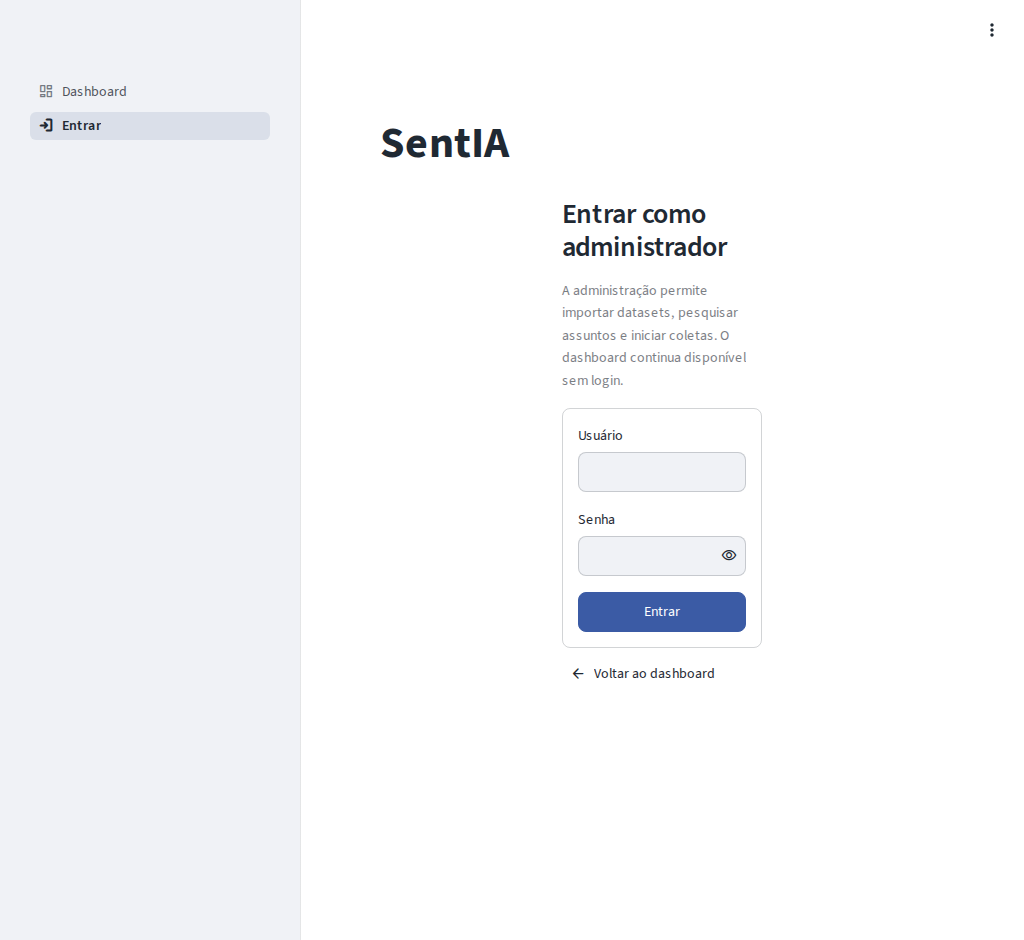 Dashboard
Entrar
SentIA
Entrar como
administrador
A administração permite
importar datasets, pesquisar
assuntos e iniciar coletas. O
dashboard continua disponível
sem login.
Usuário
Senha
Entrar
Voltar ao dashboard